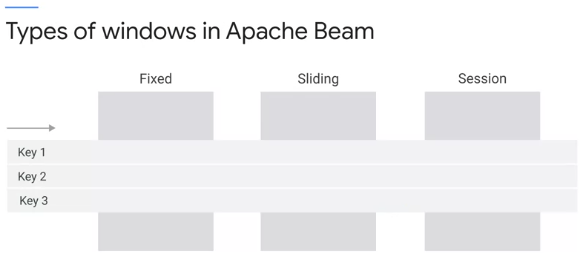 Types of windows in Apache Beam
Fixed Sliding Session
Key 1
Key 2
Key 3